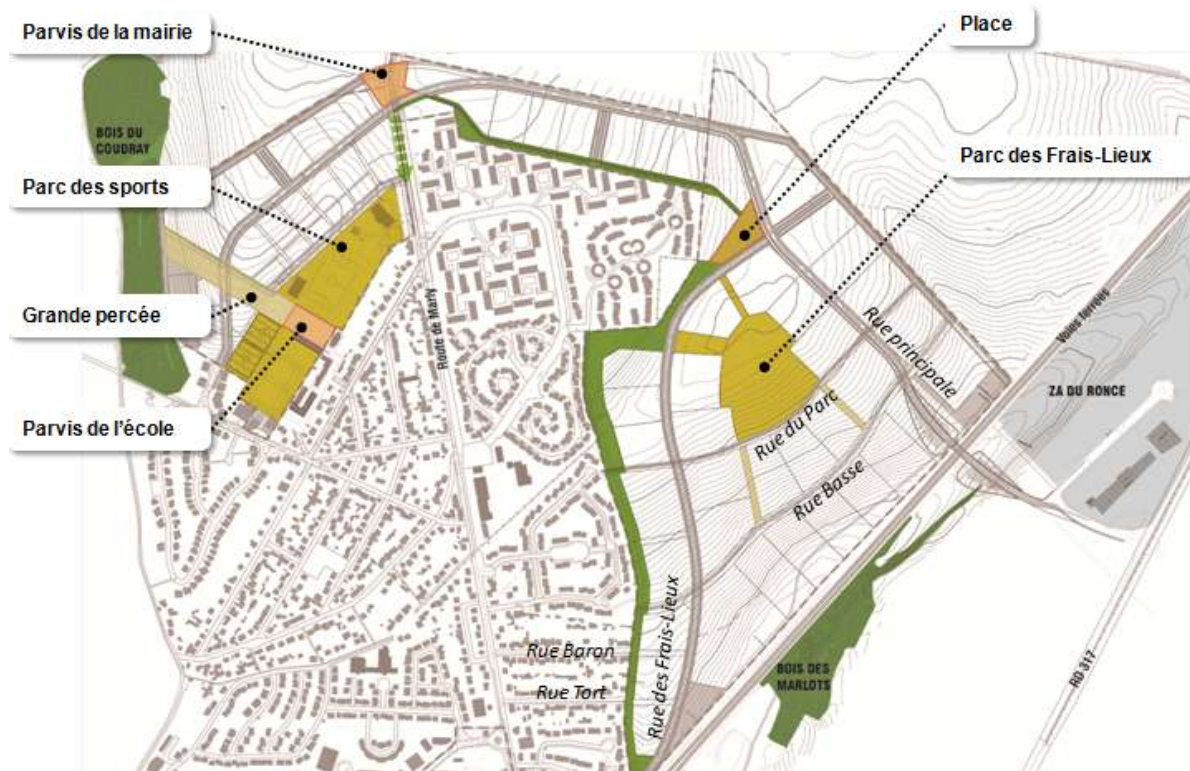 Parvis de la mairie
Place
BOIS DU
COUDRAY
Parc des Frais-Lieux
Parc des sports
Grande percée
Route de Marly
Rue principale
Voies ferrées
ZA DU RONCE
Parvis de l'école
Rue du Parc
Rue Basse
Rue Baron
Rue Tort
Rue des Frais-Lieux
BOIS DES
MARLOTS
RD 317